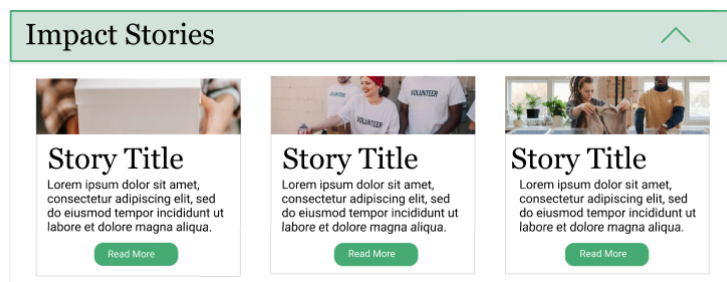 Impact Stories
VOLUNTEER
VOLUNTEER
Story Title
Lorem ipsum dolor sit amet,
consectetur adipiscing elit, sed
do eiusmod tempor incididunt ut
labore et dolore magna aliqua.
Read More
Story Title
Lorem ipsum dolor sit amet,
consectetur adipiscing elit, sed
do eiusmod tempor incididunt ut
labore et dolore magna aliqua.
Read More
Story Title
Lorem ipsum dolor sit amet,
consectetur adipiscing elit, sed
do eiusmod tempor incididunt ut
labore et dolore magna aliqua.
Read More